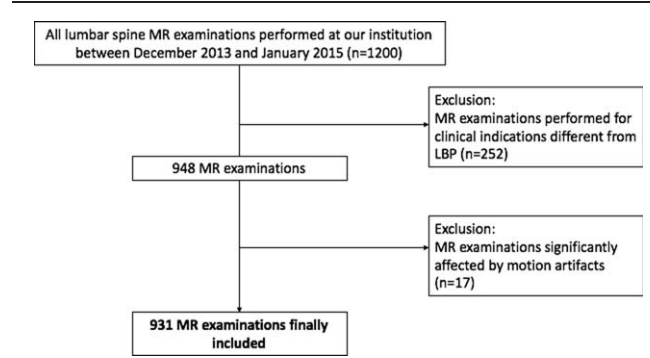 All lumbar spine MR examinations performed at our institution
between December 2013 and January 2015 (n=1200)
Exclusion:
MR examinations performed for
clinical indications different from
LBP (n=252)
948 MR examinations
Exclusion:
MR examinations significantly
affected by motion artifacts
(n=17)
931 MR examinations finally
included